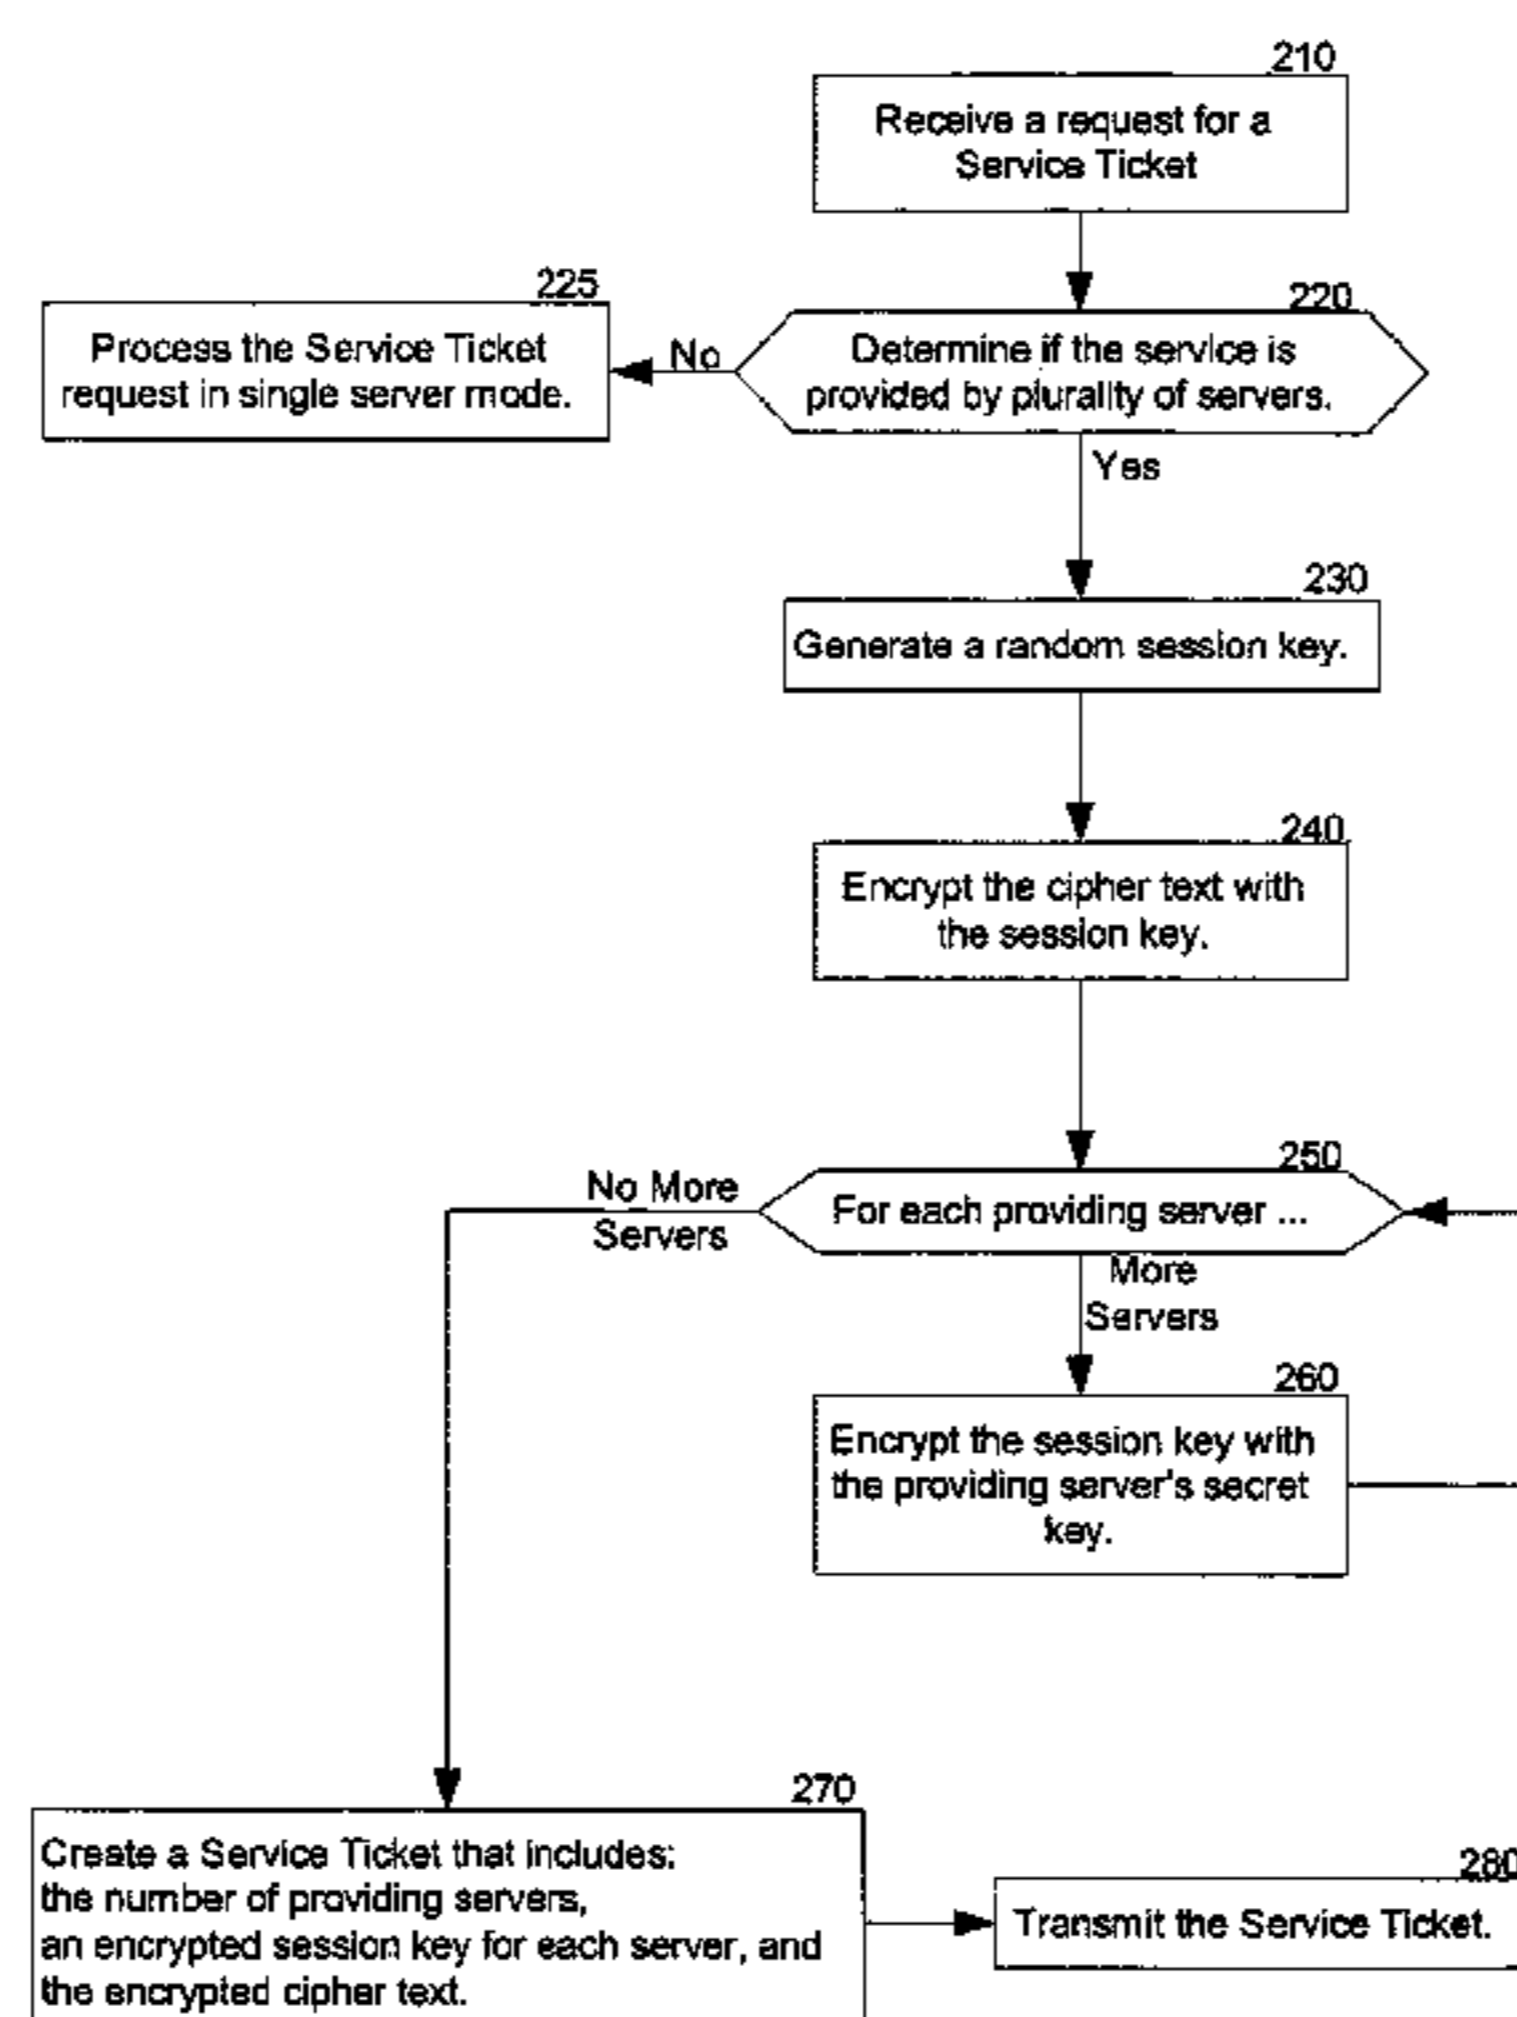 210
Receive a request for a
Service Ticket
225
Process the Service Ticket
request in single server mode.
No
220
Determine if the service is
provided by plurality of servers.
Yes
230
Generate a random session key.
240
Encrypt the cipher text with
the session key.
250
No More
Servers
For each providing server ...
More
Servers
260
Encrypt the session key with
the providing server's secret
key.
270
Create a Service Ticket that includes:
the number of providing servers,
an encrypted session key for each server, and
the encrypted cipher text.
280
Transmit the Service Ticket.